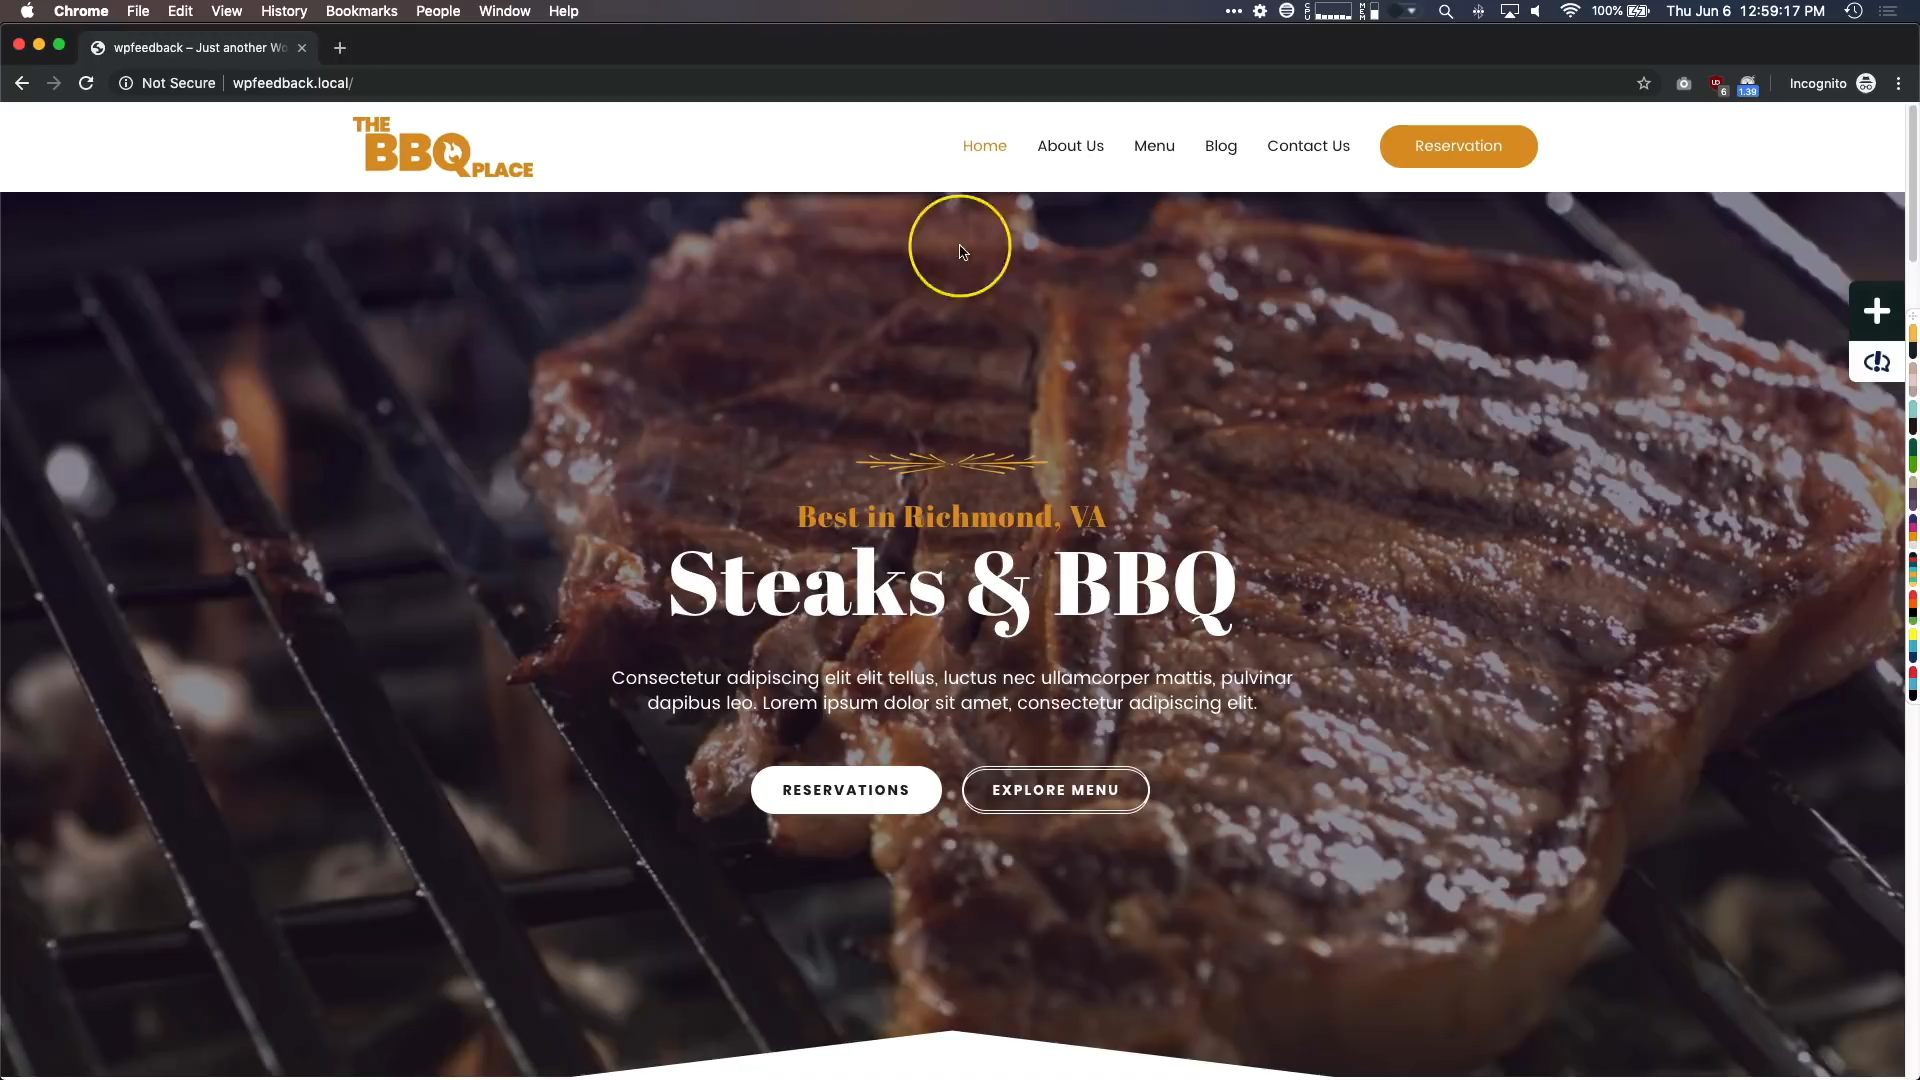 Chrome File Edit View History Bookmarks People Window Help
100% Thu Jun 6 12:59:17 PM
wpfeedback – Just another Wo
Not Secure wpfeedback.local/
6 1.39 Incognito
THE
BBQ PLACE
Home About Us Menu Blog Contact Us Reservation
Best in Richmond, VA
Steaks & BBQ
Consectetur adipiscing elit elit tellus, luctus nec ullamcorper mattis, pulvinar
dapibus leo. Lorem ipsum dolor sit amet, consectetur adipiscing elit.
RESERVATIONS EXPLORE MENU